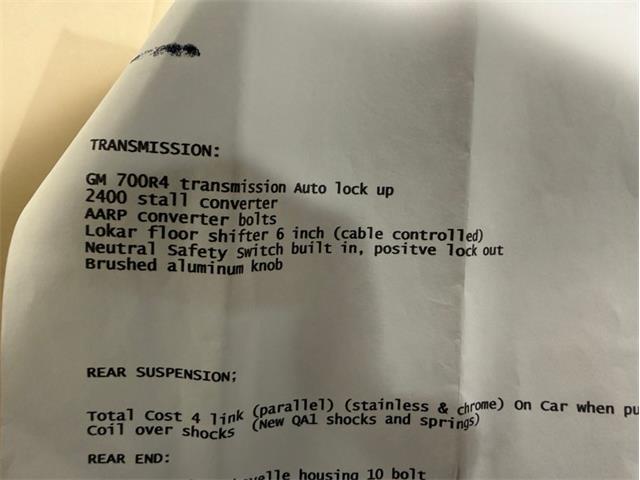 TRANSMISSION:
GM 700R4 transmission Auto lock up
2400 stall converter
AARP converter bolts
Lokar floor shifter 6 inch (cable controlled)
Neutral Safety Switch built in, positve lock out
Brushed aluminum knob
REAR SUSPENSION;
Total Cost 4 link (parallel) (stainless & chrome) On Car when pu
Coil over shocks (New QA1 shocks and springs)
REAR END:
housing 10 bolt